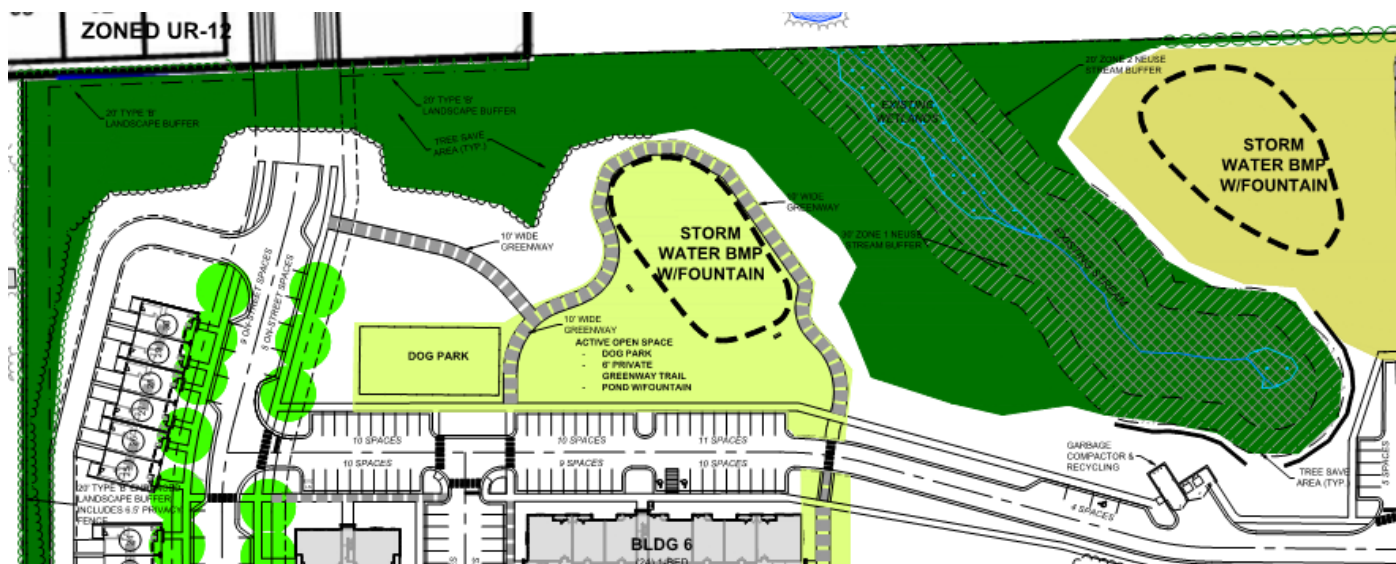 ZONED UR-12
20' TYPE 'B'
LANDSCAPE BUFFER
20' TYPE 'B'
LANDSCAPE BUFFER
TREE SAVE
AREA (TYP.)
EXISTING
WETLANDS
20' ZONE 2 NEUSE
STREAM BUFFER
STORM
WATER BMP
W/FOUNTAIN
10' WIDE
GREENWAY
10' WIDE
GREENWAY
STORM
WATER BMP
W/FOUNTAIN
30' ZONE 1 NEUSE
STREAM BUFFER
EXISTING STREAM
9 ON-STREET SPACES
5 ON-STREET SPACES
10' WIDE
GREENWAY
DOG PARK
ACTIVE OPEN SPACE
- DOG PARK
- 6' PRIVATE
GREENWAY TRAIL
- POND W/FOUNTAIN
10 SPACES
10 SPACES
11 SPACES
10 SPACES
9 SPACES
10 SPACES
GARBAGE
COMPACTOR &
RECYCLING
TREE SAVE
AREA (TYP.)
5 SPACES
4 SPACES
20' TYPE 'B'
LANDSCAPE BUFFER
INCLUDES 6.5' PRIVACY
FENCE
BLDG 6
(24) 1-BED